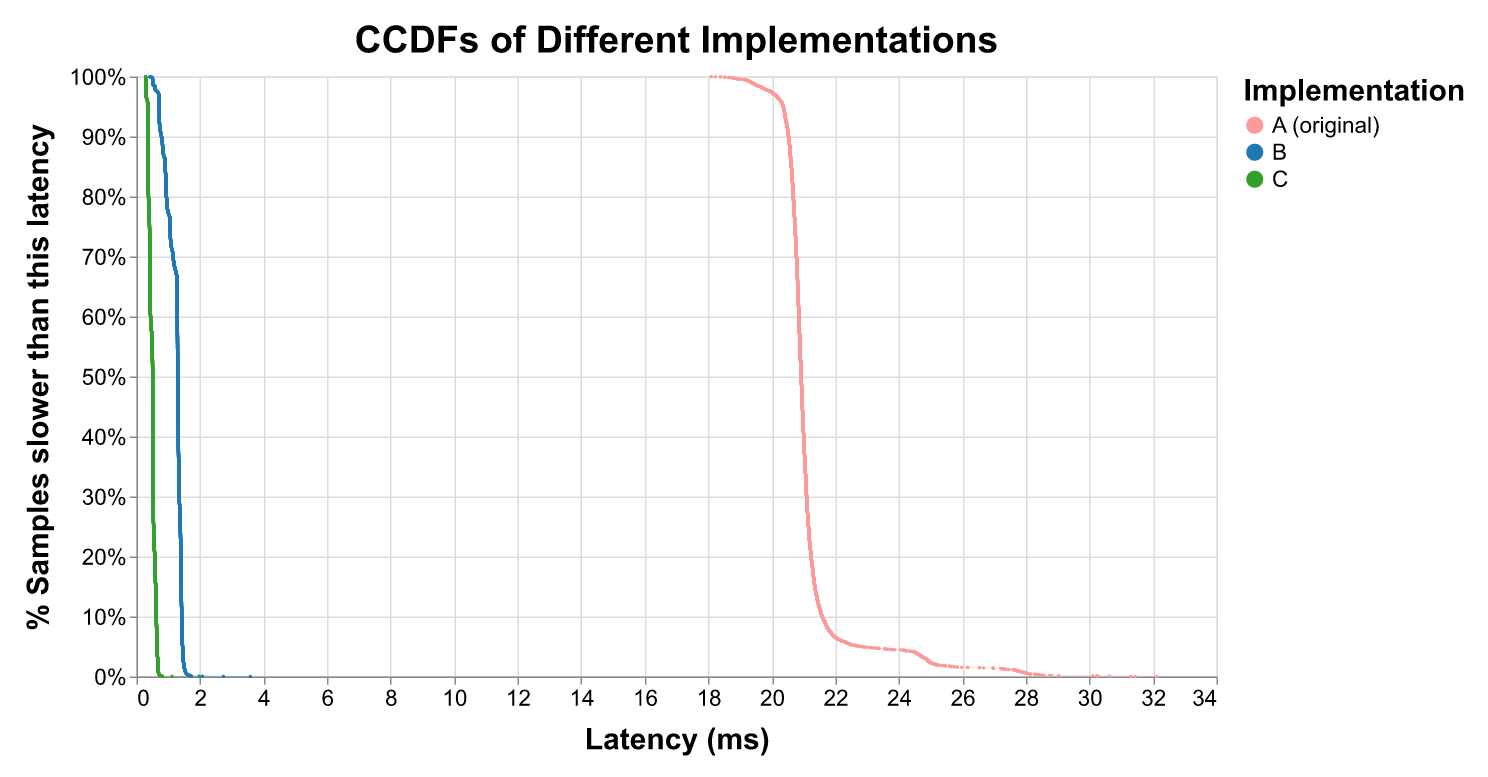 CCDFs of Different Implementations
% Samples slower than this latency
100%
90%
80%
70%
60%
50%
40%
30%
20%
10%
0%
0 2 4 6 8 10 12 14 16 18 20 22 24 26 28 30 32 34
Latency (ms)
Implementation
A (original)
B
C